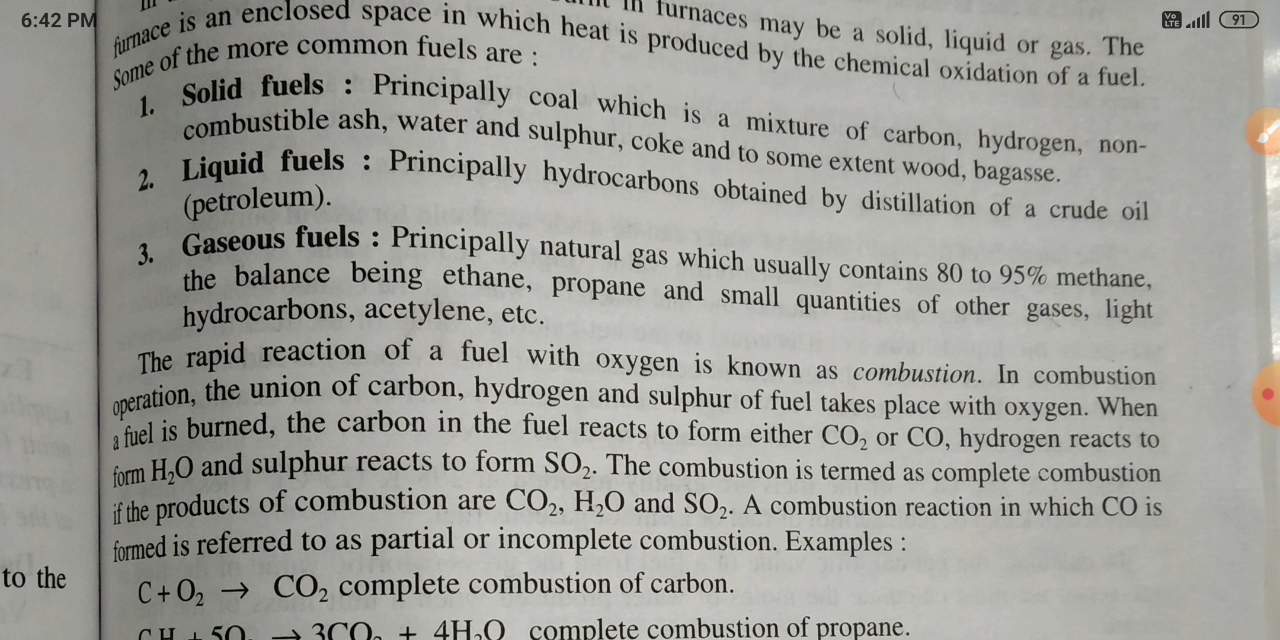 6:42 PM
Vo LTE
91
in furnaces may be a solid, liquid or gas. The
furnace is an enclosed space in which heat is produced by the chemical oxidation of a fuel.
Some of the more common fuels are :
1. Solid fuels : Principally coal which is a mixture of carbon, hydrogen, non-
combustible ash, water and sulphur, coke and to some extent wood, bagasse.
2. Liquid fuels : Principally hydrocarbons obtained by distillation of a crude oil
(petroleum).
3. Gaseous fuels : Principally natural gas which usually contains 80 to 95% methane,
the balance being ethane, propane and small quantities of other gases, light
hydrocarbons, acetylene, etc.
The rapid reaction of a fuel with oxygen is known as combustion. In combustion
operation, the union of carbon, hydrogen and sulphur of fuel takes place with oxygen. When
a fuel is burned, the carbon in the fuel reacts to form either CO₂ or CO, hydrogen reacts to
form H₂O and sulphur reacts to form SO₂. The combustion is termed as complete combustion
if the products of combustion are CO₂, H₂O and SO₂. A combustion reaction in which CO is
formed is referred to as partial or incomplete combustion. Examples :
to the
C + O₂ → CO₂ complete combustion of carbon.
+ 5O₂ → 3CO₂ + 4H₂O complete combustion of propane.